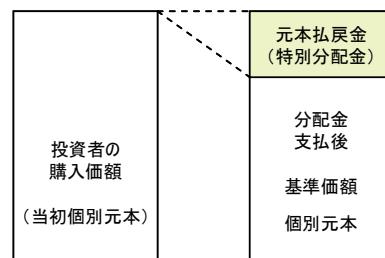 投資者の
購入価額
（当初個別元本）
元本払戻金
（特別分配金）
分配金
支払後
基準価額
個別元本